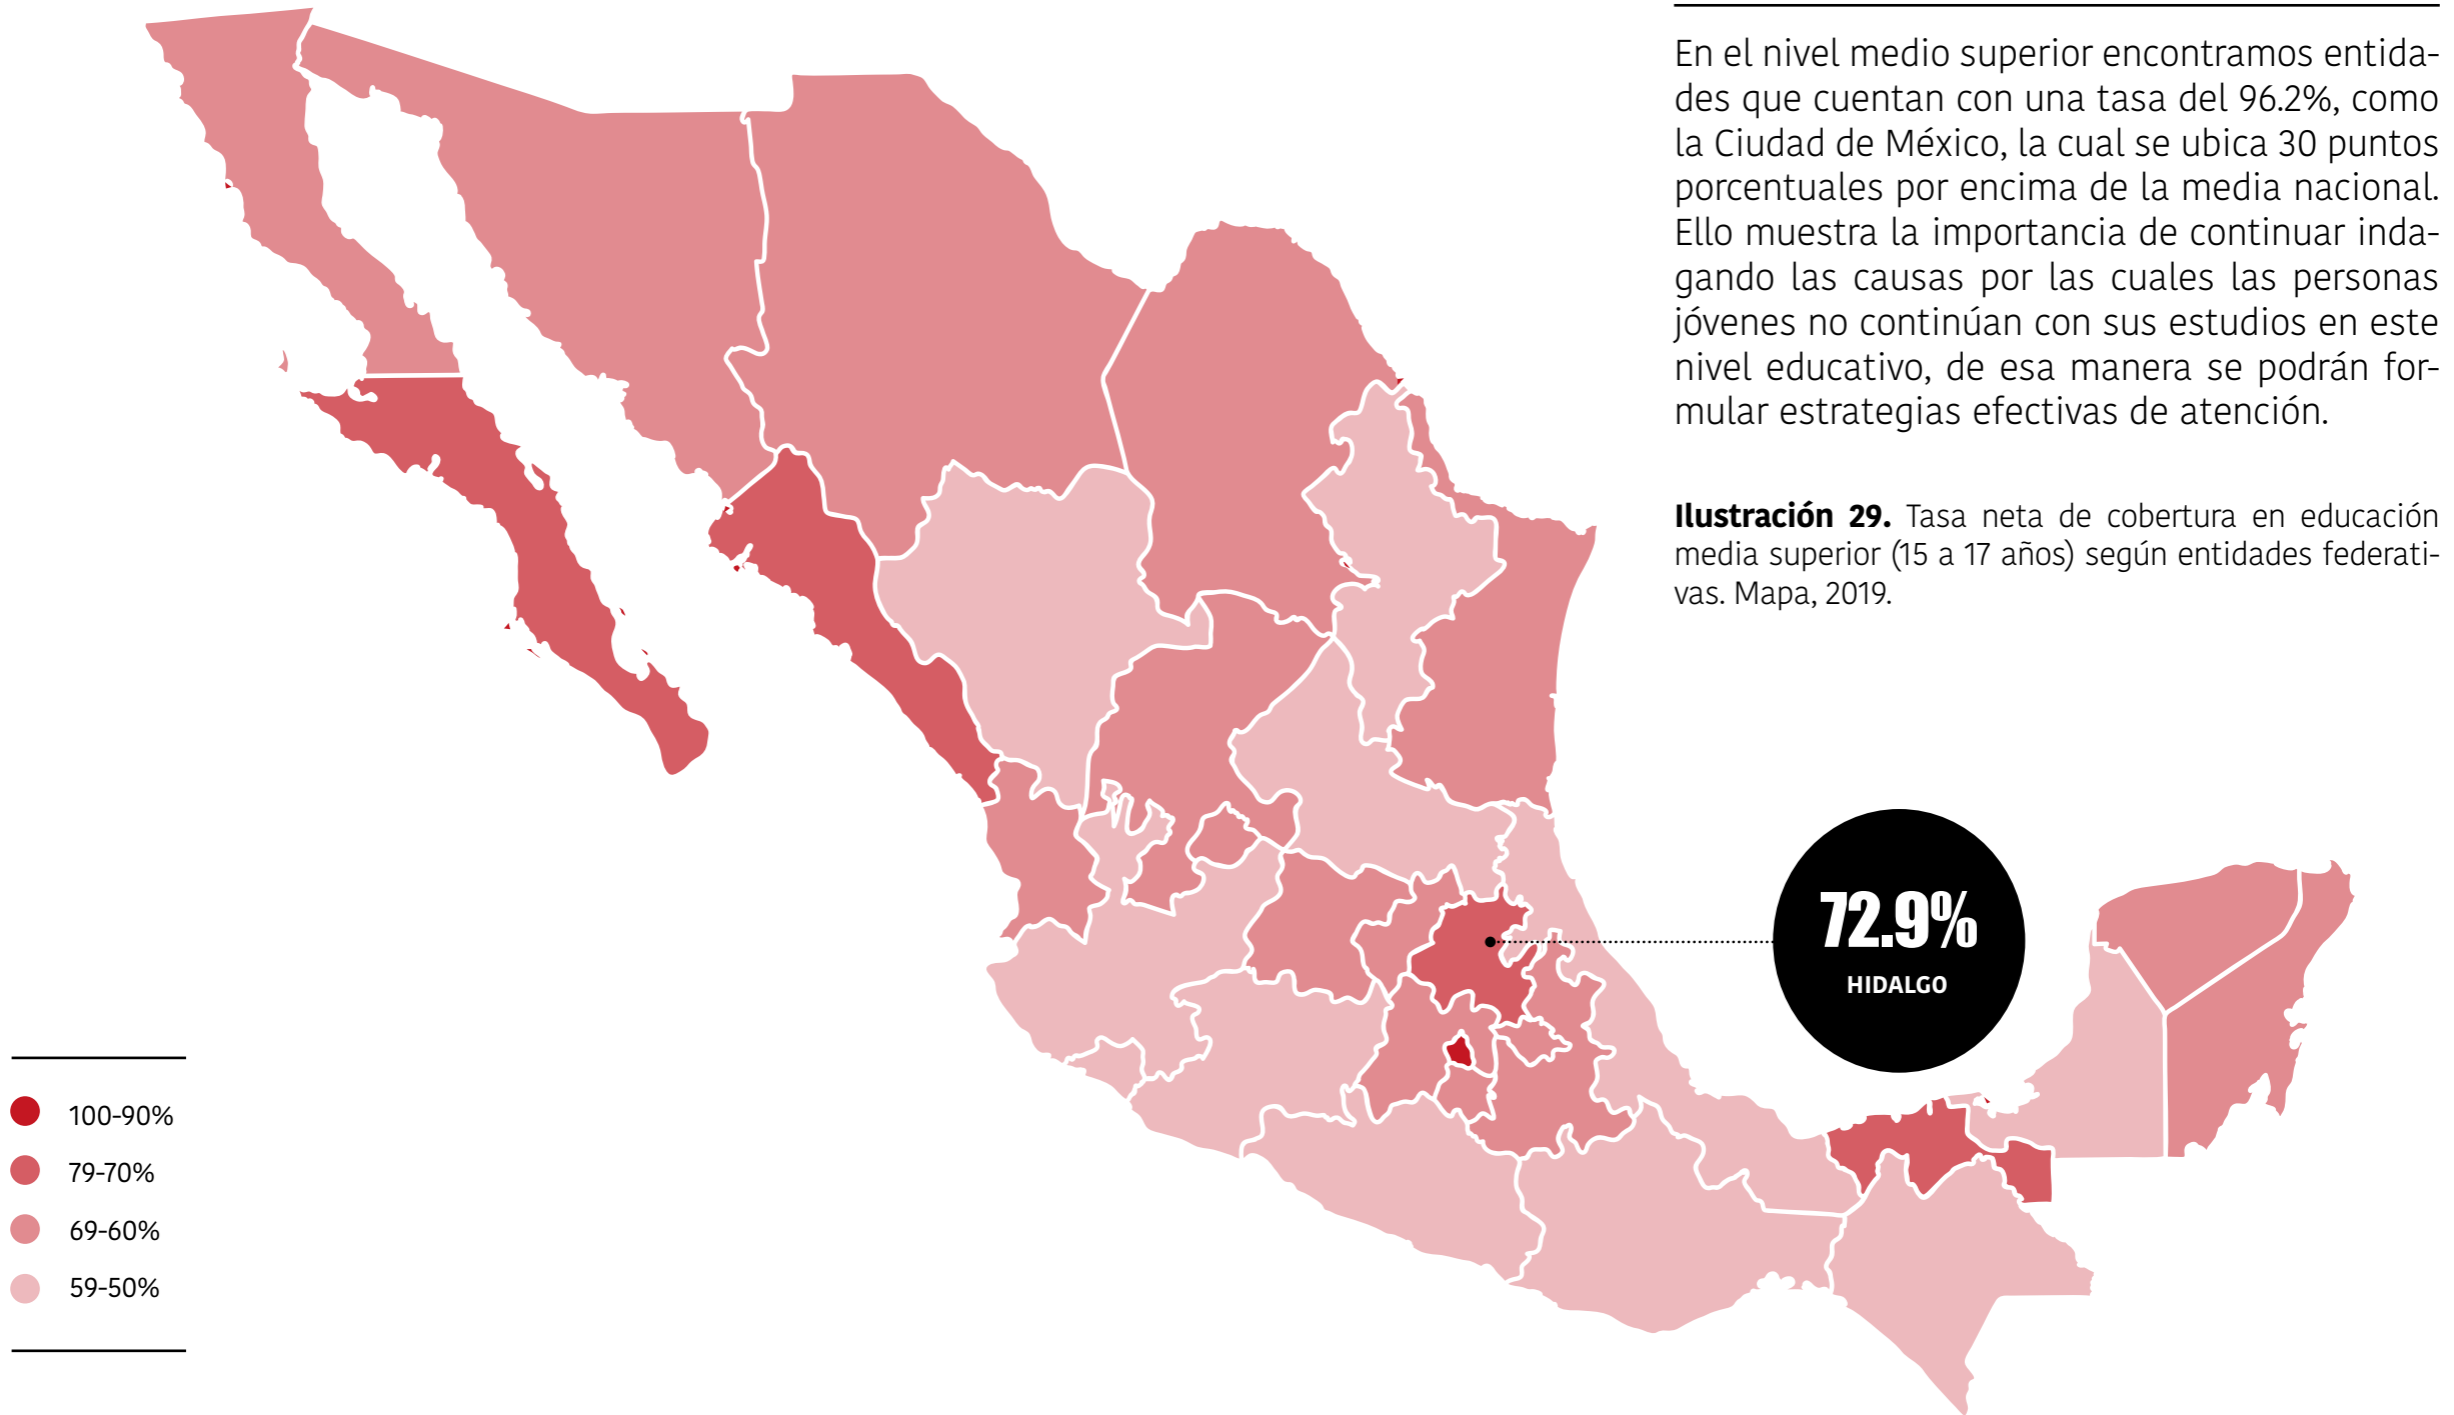 En el nivel medio superior encontramos entida-
des que cuentan con una tasa del 96.2%, como
la Ciudad de México, la cual se ubica 30 puntos
porcentuales por encima de la media nacional.
Ello muestra la importancia de continuar inda-
gando las causas por las cuales las personas
jóvenes no continúan con sus estudios en este
nivel educativo, de esa manera se podrán for-
mular estrategias efectivas de atención.
Ilustración 29. Tasa neta de cobertura en educación
media superior (15 a 17 años) según entidades federati-
vas. Mapa, 2019.
72.9%
HIDALGO
100-90%
79-70%
69-60%
59-50%